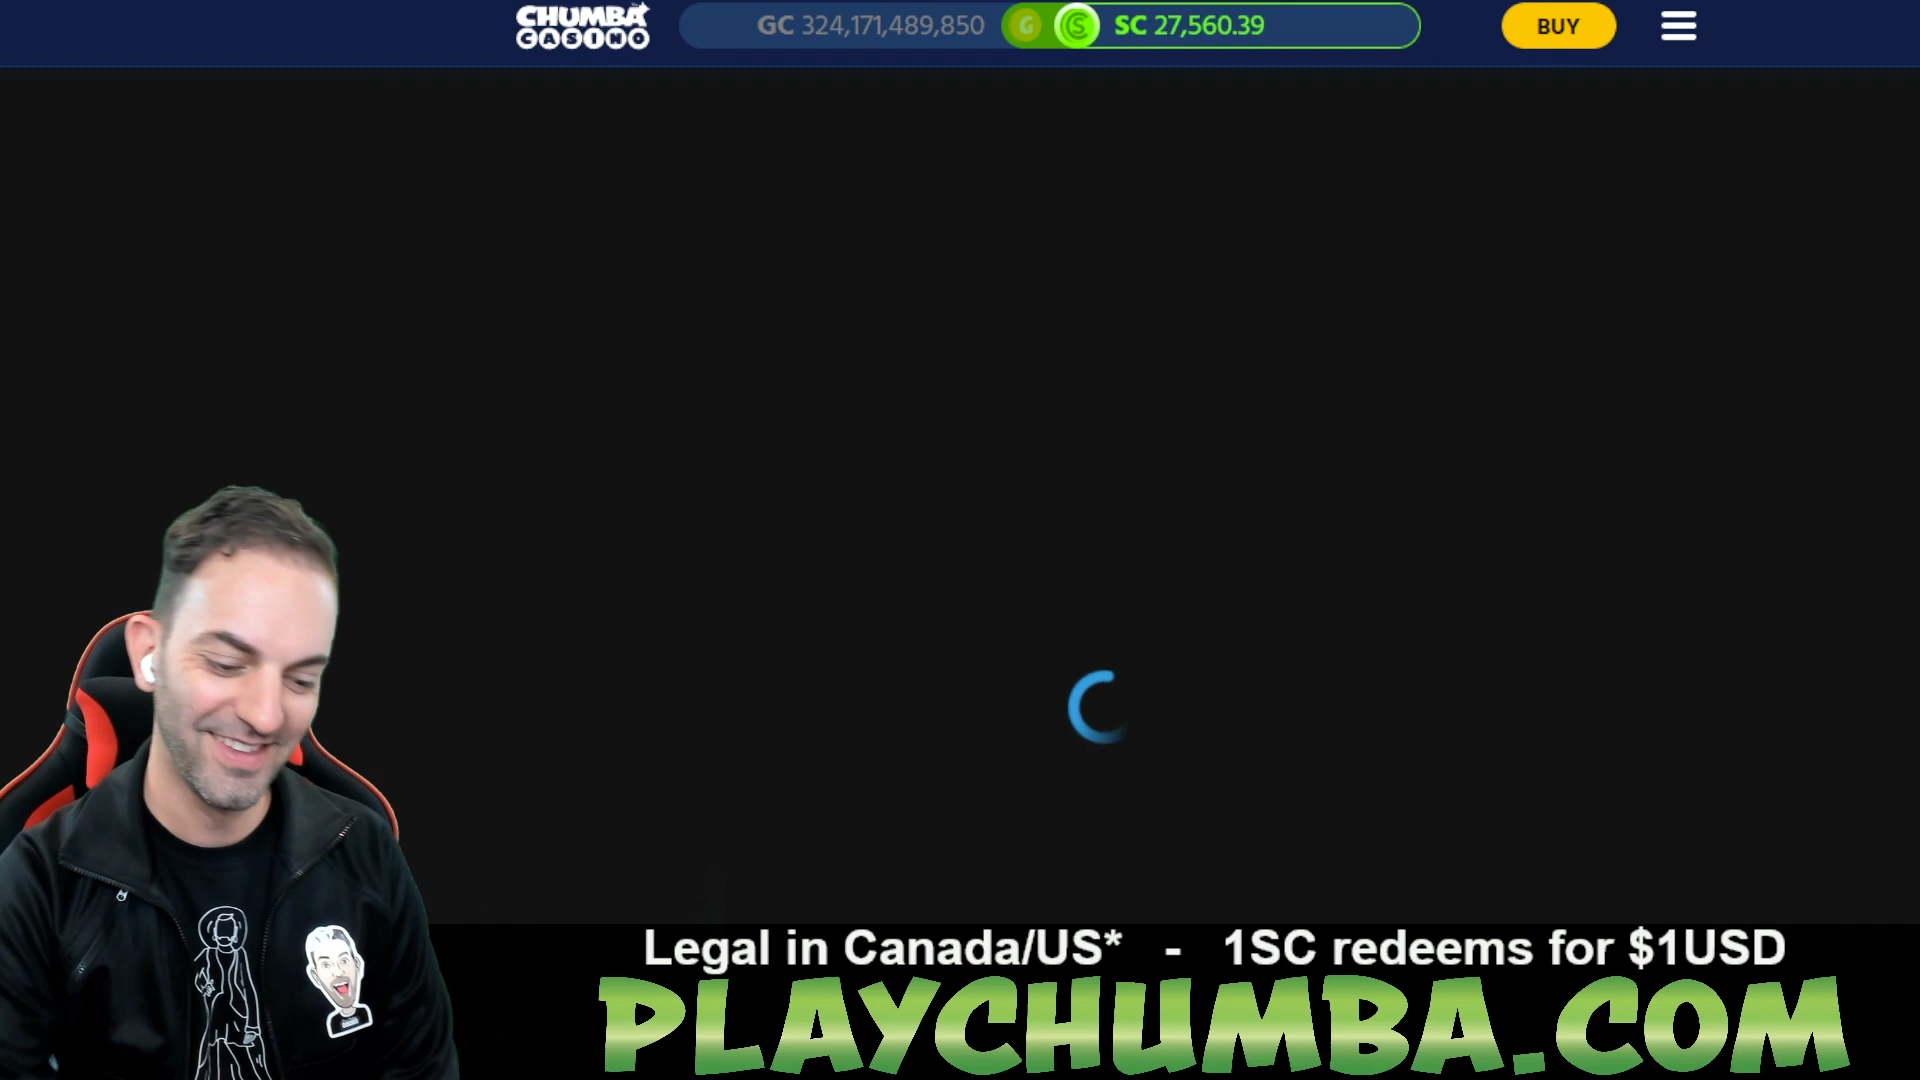 CHUMBA
CASINO
GC 324,171,489,850
G
S
SC 27,560.39
BUY
Legal in Canada/US* - 1SC redeems for $1USD
PLAYCHUMBA.COM